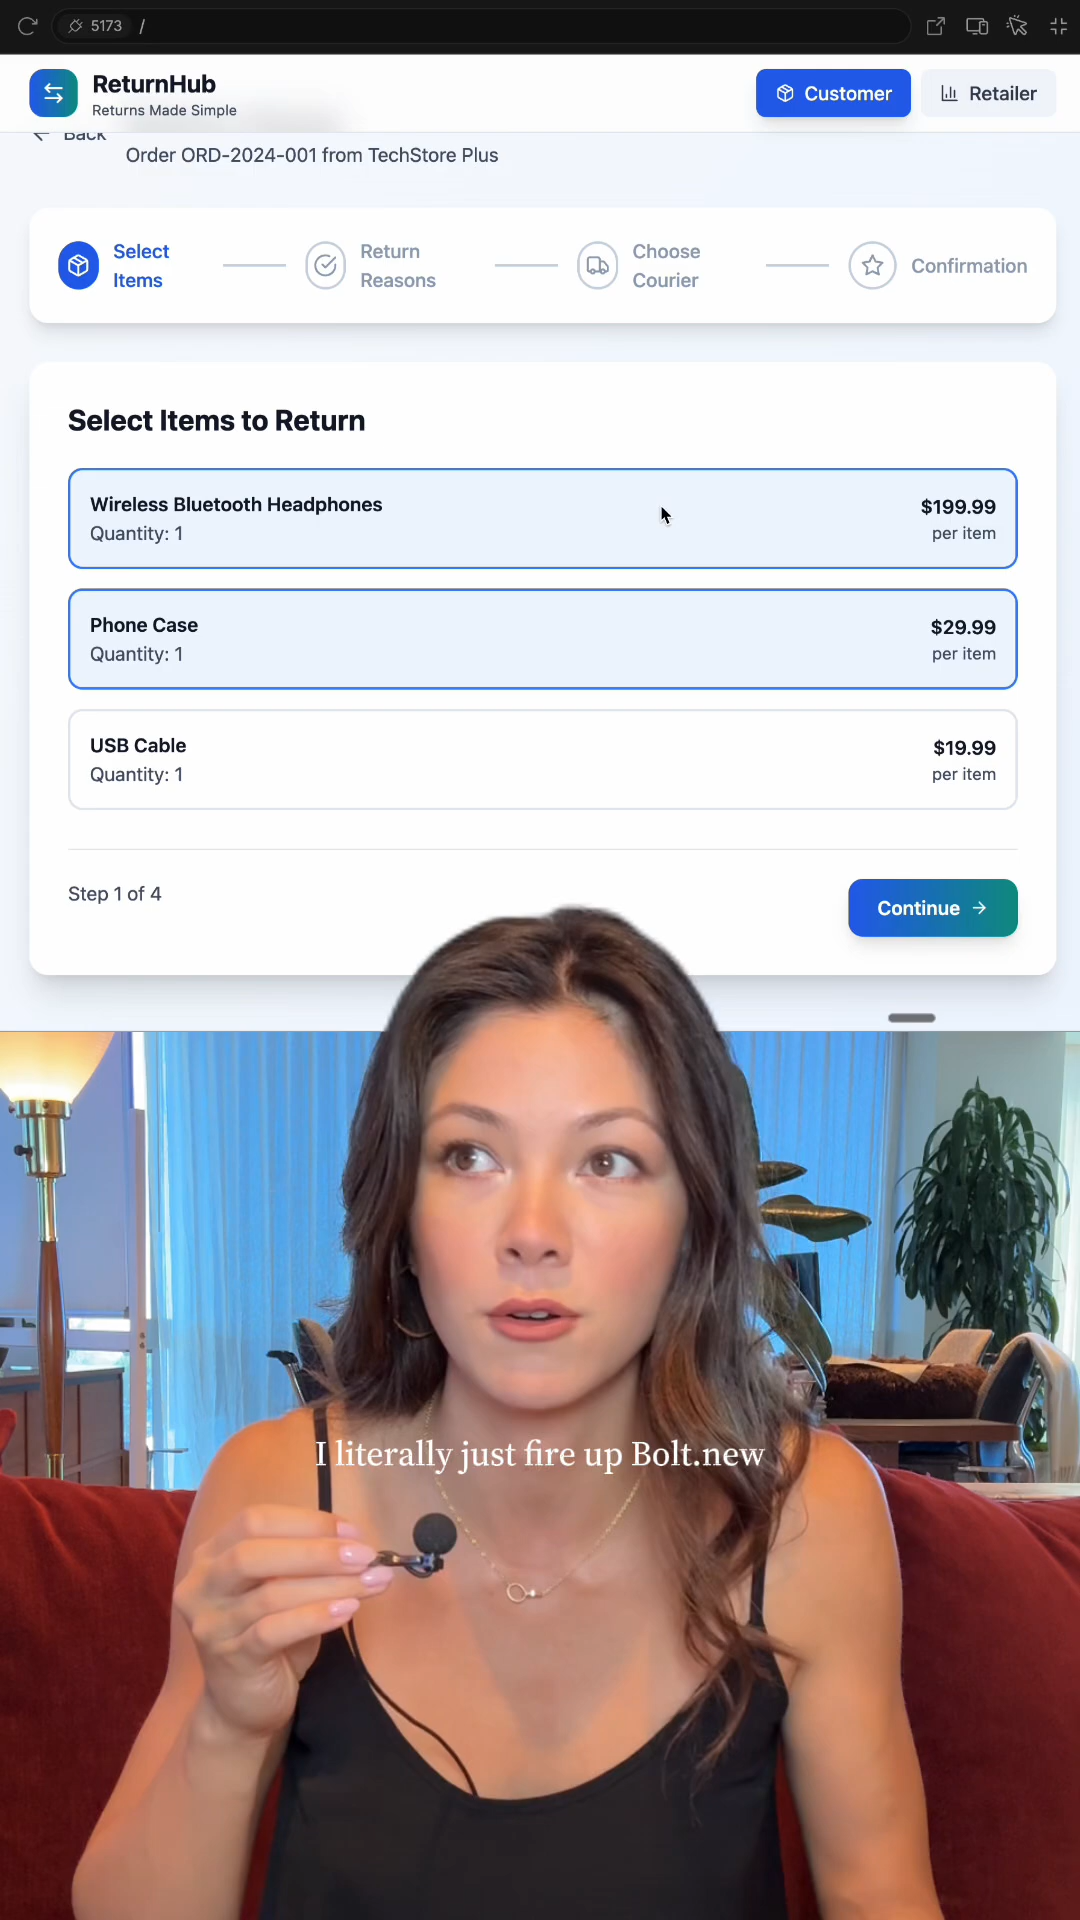 5173 /
ReturnHub
Returns Made Simple
Customer
Retailer
Back
Order ORD-2024-001 from TechStore Plus
Select
Items
Return
Reasons
Choose
Courier
Confirmation
Select Items to Return
Wireless Bluetooth Headphones
$199.99
Quantity: 1
per item
Phone Case
$29.99
Quantity: 1
per item
USB Cable
$19.99
Quantity: 1
per item
Step 1 of 4
Continue
I literally just fire up Bolt.new